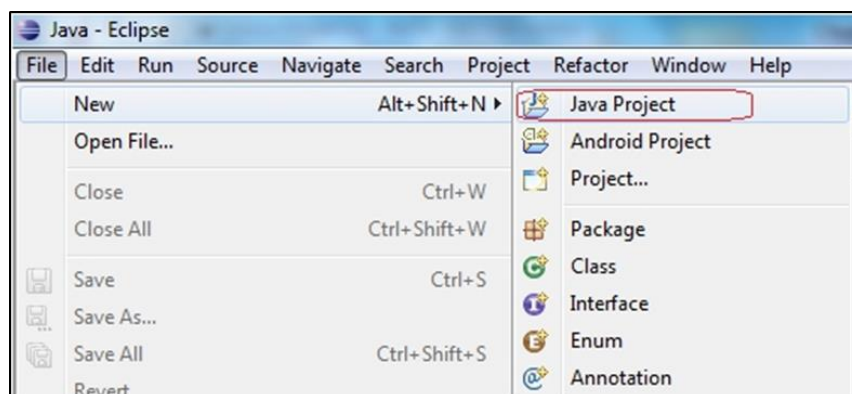 Java - Eclipse
File Edit Run Source Navigate Search Project Refactor Window Help
New Alt+Shift+N
Open File...
Close Ctrl+W
Close All Ctrl+Shift+W
Save Ctrl+S
Save As...
Save All Ctrl+Shift+S
Revert
Java Project
Android Project
Project...
Package
Class
Interface
Enum
Annotation